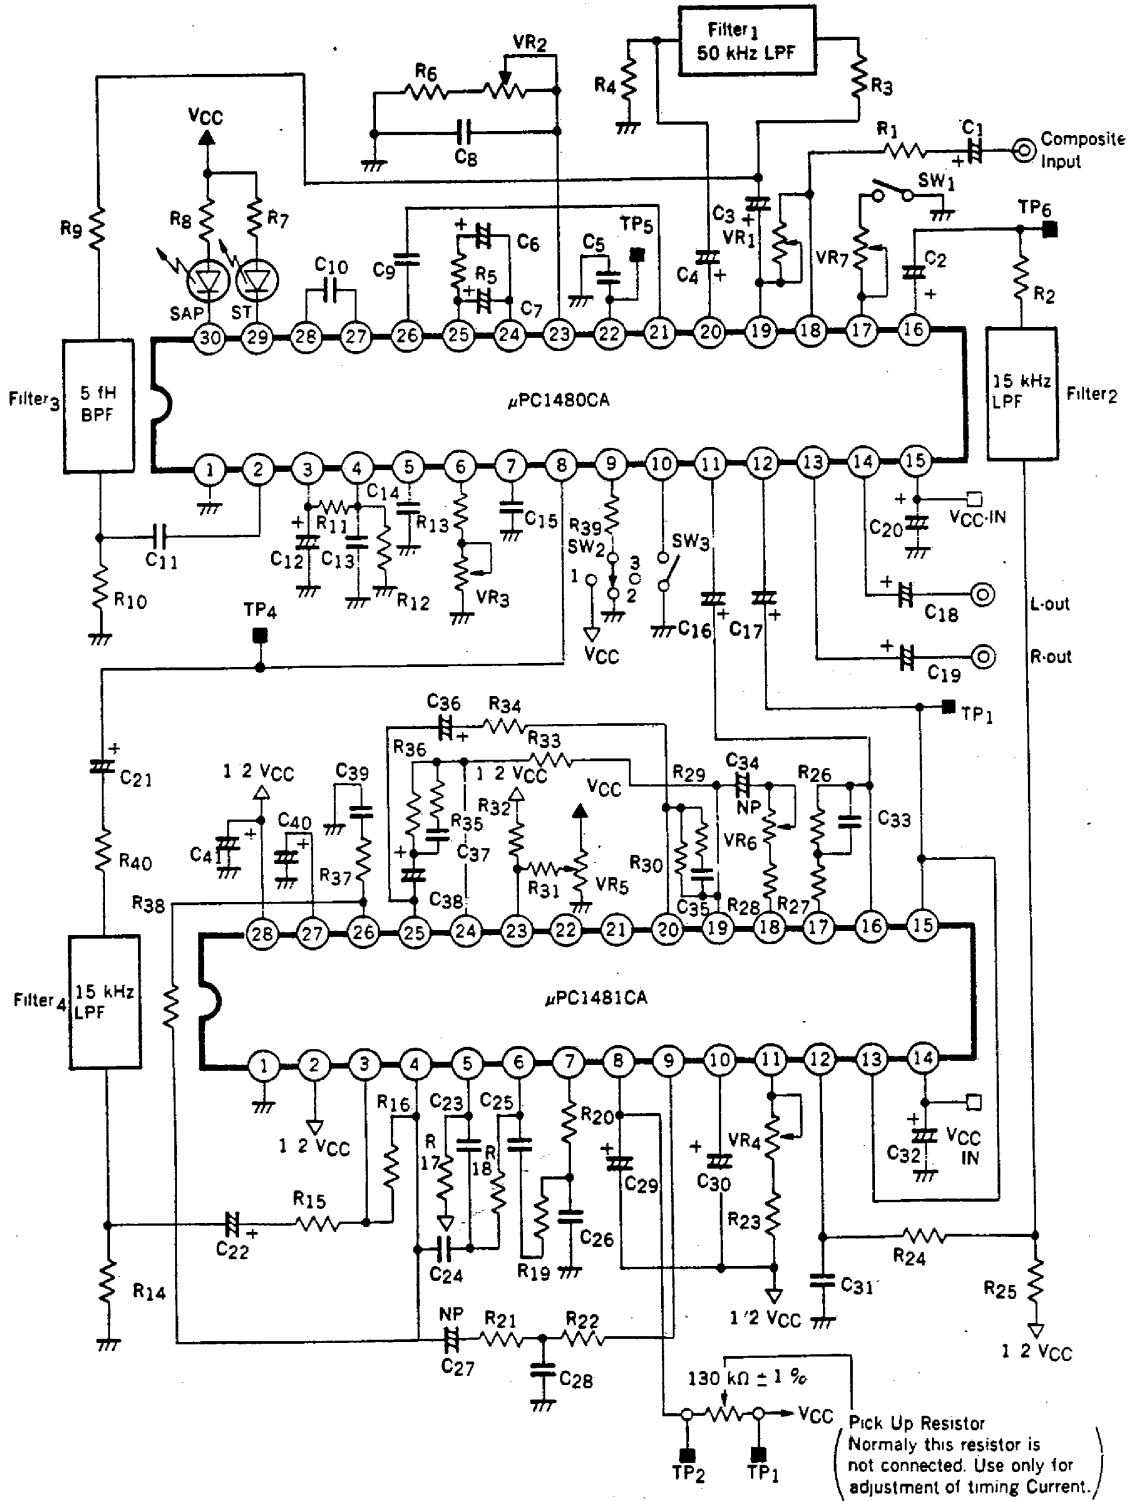 Filter1
50 kHz LPF
VR2
R6
R4
R3
C8
R1
C1
Composite
Input
VCC
R9
R8
R7
SW1
TP6
C3
VR1
VR7
C2
R2
C4
SAP
ST
C10
C9
C6
R5
C7
C5
TP5
30
29
28
27
26
25
24
23
22
21
20
19
18
17
16
Filter3
5 fH
BPF
µPC1480CA
15 kHz
LPF
Filter2
1
2
3
4
5
6
7
8
9
10
11
12
13
14
15
C11
R10
R11
C12
C13
C14
R12
R13
VR3
C15
R39
SW2
1
3
2
VCC
SW3
C16
C17
C20
VCC-IN
C18
L-out
C19
R-out
TP4
TP1
C21
R40
1 2 VCC
C41
C40
C39
R37
R38
C36
R34
R36
R35
C37
C38
R33
1 2 VCC
R32
R31
VR5
VCC
R29
R30
C35
C34
NP
VR6
R28
R26
R27
C33
28
27
26
25
24
23
22
21
20
19
18
17
16
15
Filter4
15 kHz
LPF
µPC1481CA
1
2
3
4
5
6
7
8
9
10
11
12
13
14
1 2 VCC
R16
R15
C22
R14
C23
R
17
C25
R
18
C24
R19
R20
C26
C29
C30
VR4
R23
1'2 VCC
C31
C32
VCC
IN
R24
R25
1 2 VCC
NP
C27
R21
R22
C28
130 kΩ ± 1 %
VCC
TP2
TP1
Pick Up Resistor
Normaly this resistor is
not connected. Use only for
adjustment of timing Current.